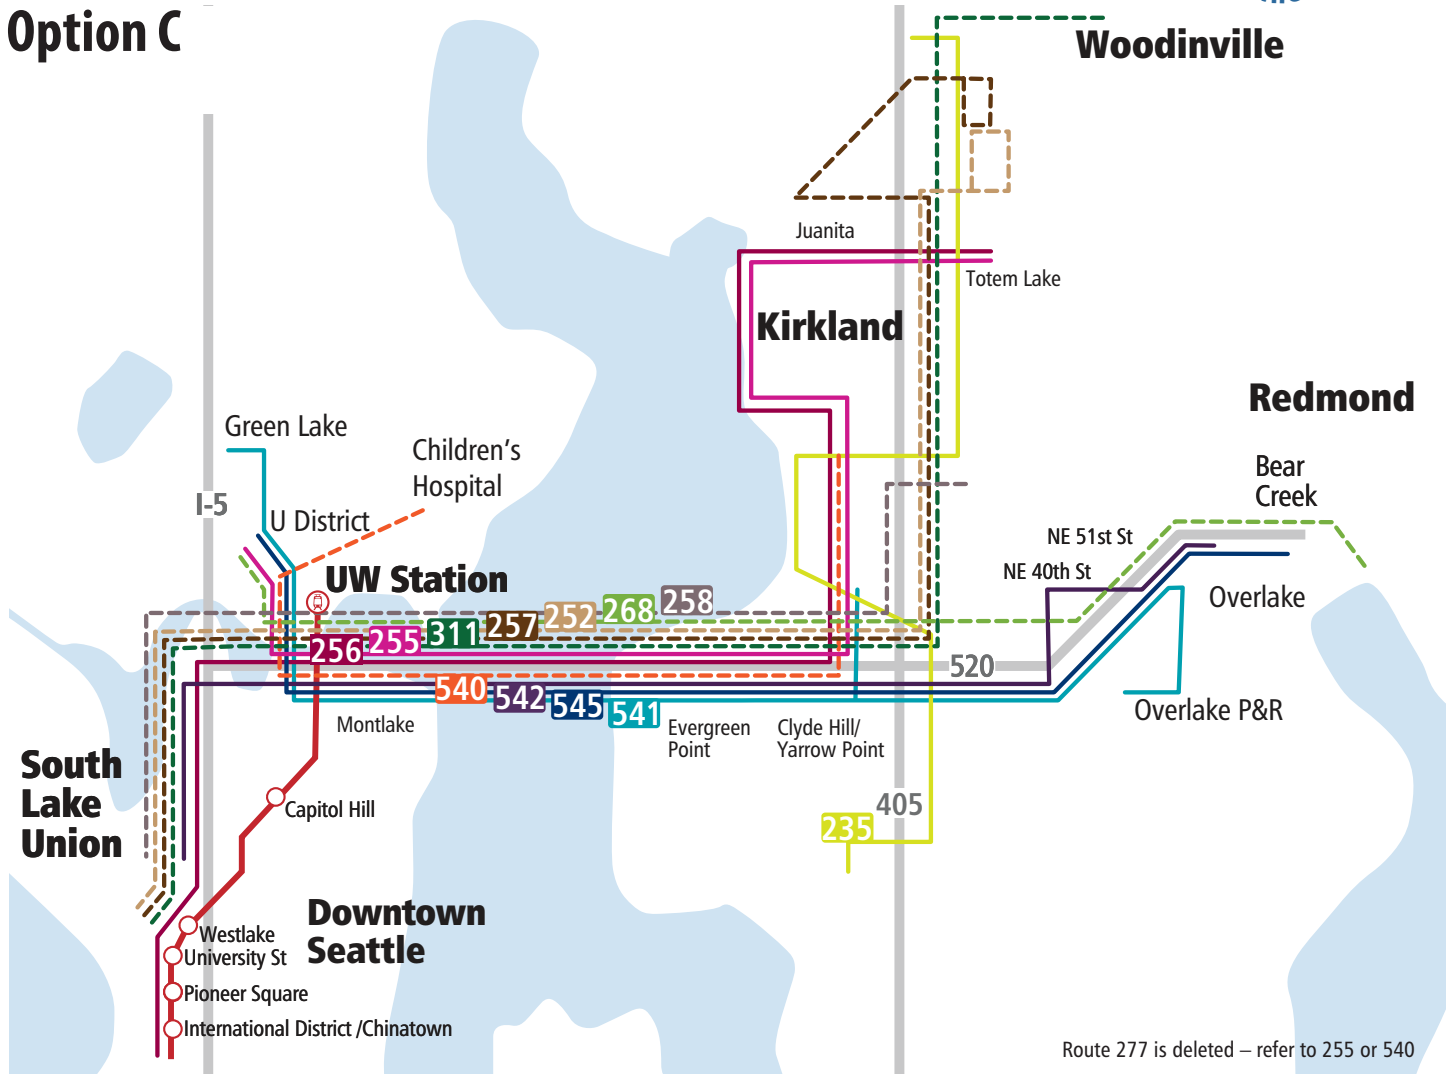 Option C
Woodinville
Juanita
Totem Lake
Kirkland
Redmond
Green Lake
Children's
Hospital
Bear
Creek
I-5
U District
NE 51st St
NE 40th St
UW Station
Overlake
256
255
311
257
252
268
258
520
540
542
545
541
Montlake
Evergreen
Point
Clyde Hill/
Yarrow Point
Overlake P&R
South
Lake
Union
Capitol Hill
405
235
Downtown
Seattle
Westlake
University St
Pioneer Square
International District /Chinatown
Route 277 is deleted – refer to 255 or 540